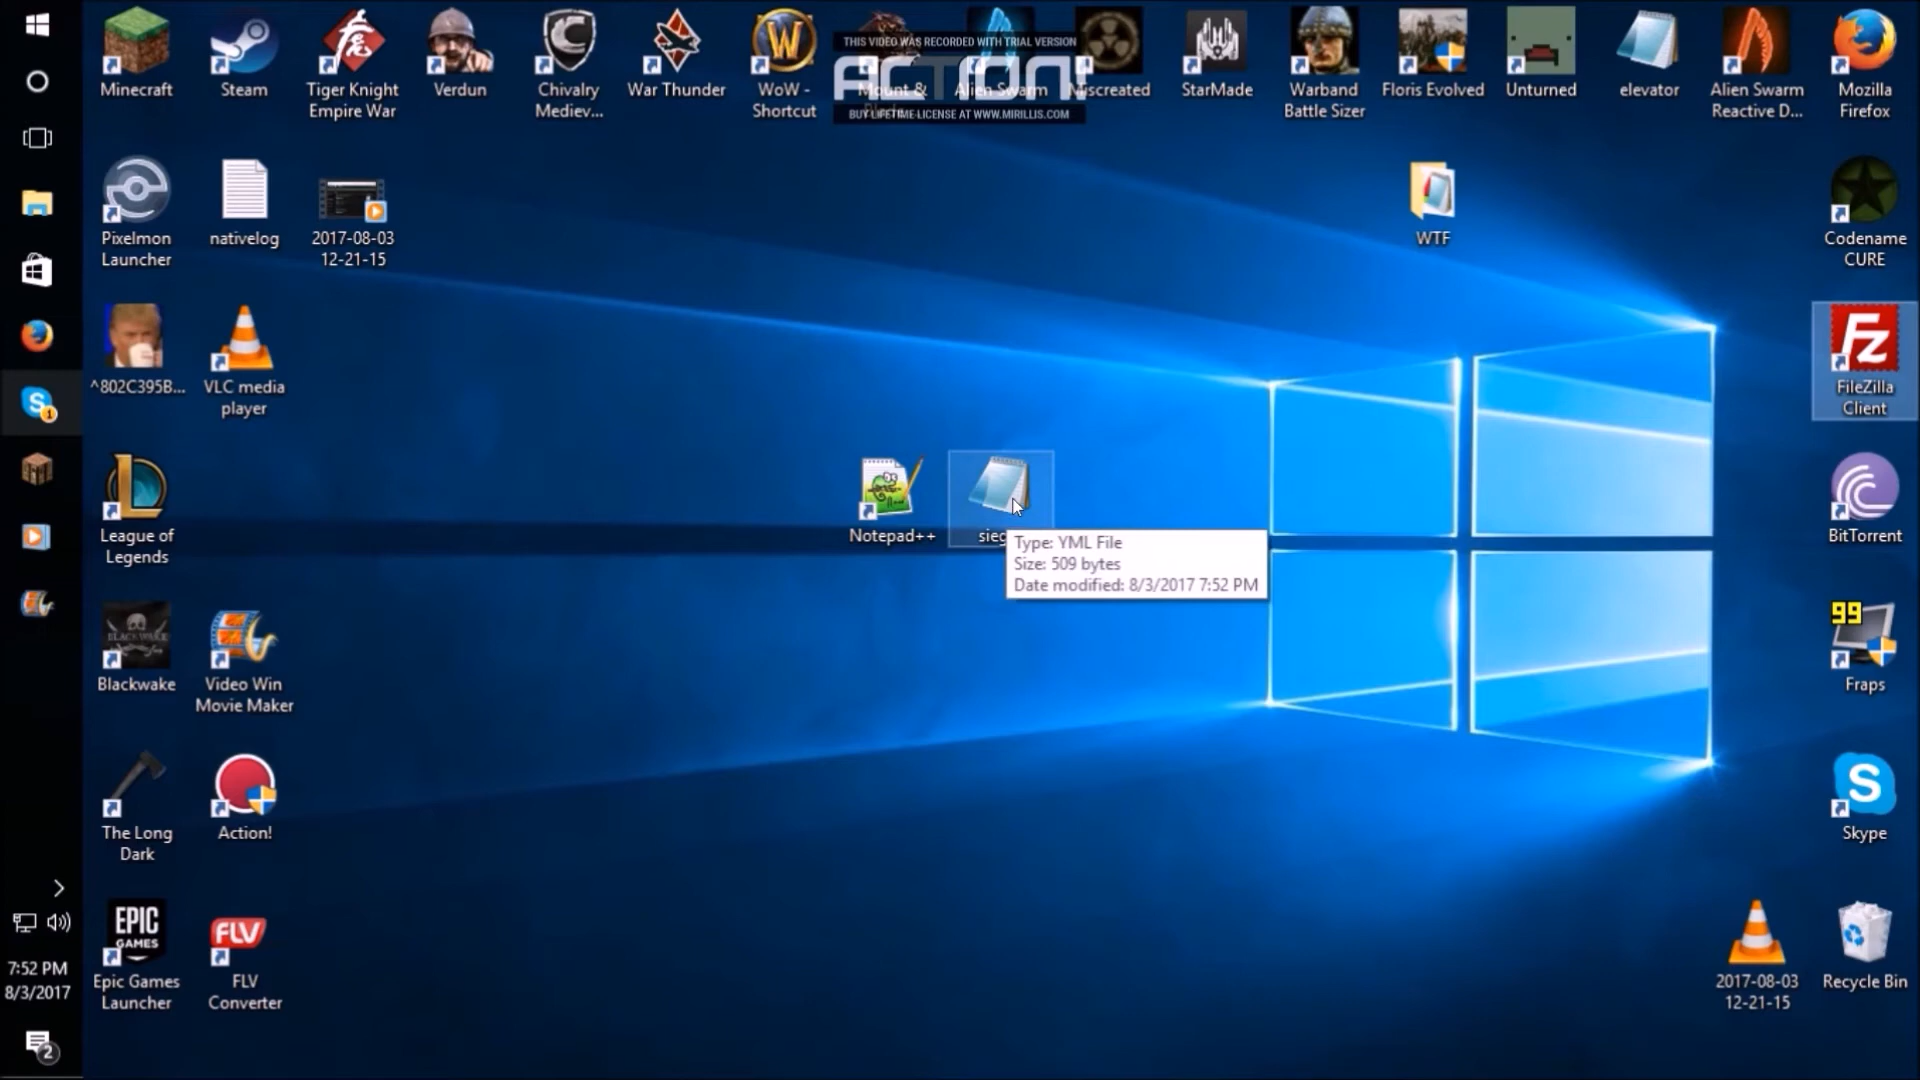 THIS VIDEO WAS RECORDED WITH TRIAL VERSION
ACTION!
BUY LIFETIME LICENSE AT WWW.MIRILLIS.COM
Minecraft
Steam
Tiger Knight
Empire War
Verdun
Chivalry
Mediev...
War Thunder
WoW -
Shortcut
Mount &
Alien Swarm
Miscreated
StarMade
Warband
Battle Sizer
Floris Evolved
Unturned
elevator
Alien Swarm
Reactive D...
Mozilla
Firefox
Pixelmon
Launcher
nativelog
2017-08-03
12-21-15
WTF
Codename
CURE
^802C395B...
VLC media
player
FileZilla
Client
League of
Legends
Notepad++
sieg
Type: YML File
Size: 509 bytes
Date modified: 8/3/2017 7:52 PM
BitTorrent
BLACKWAKE
Blackwake
Video Win
Movie Maker
99
Fraps
The Long
Dark
Action!
Skype
EPIC
GAMES
Epic Games
Launcher
FLV
FLV
Converter
2017-08-03
12-21-15
Recycle Bin
7:52 PM
8/3/2017
1
2